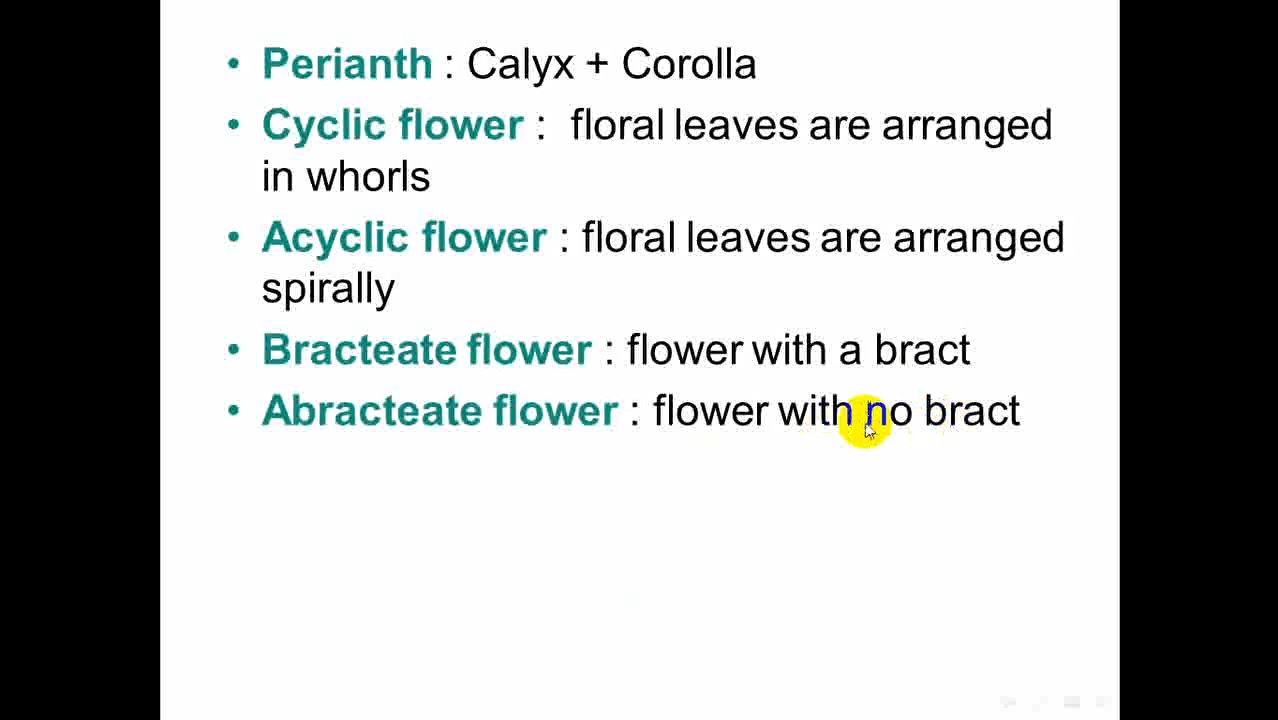 • Perianth : Calyx + Corolla
• Cyclic flower : floral leaves are arranged
in whorls
• Acyclic flower : floral leaves are arranged
spirally
• Bracteate flower : flower with a bract
• Abracteate flower : flower with no bract